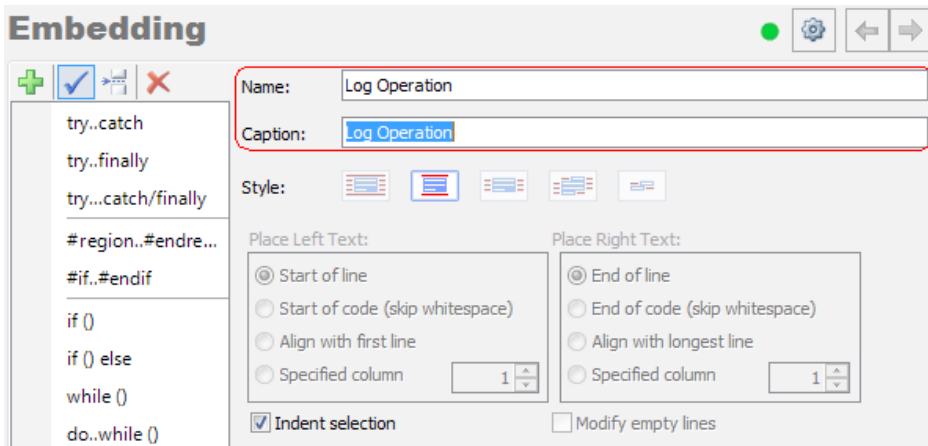 Embedding
Name: Log Operation
Caption: Log Operation
try..catch
try..finally
try...catch/finally
#region..#endre...
#if..#endif
if ()
if () else
while ()
do..while ()
Style:
Place Left Text:
Start of line
Start of code (skip whitespace)
Align with first line
Specified column 1
Place Right Text:
End of line
End of code (skip whitespace)
Align with longest line
Specified column 1
Indent selection
Modify empty lines